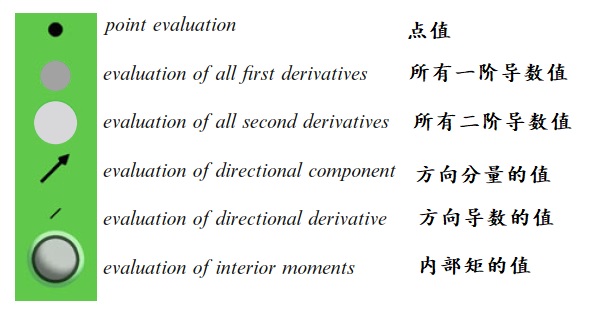 point evaluation 点值
evaluation of all first derivatives 所有一阶导数值
evaluation of all second derivatives 所有二阶导数值
evaluation of directional component 方向分量的值
evaluation of directional derivative 方向导数的值
evaluation of interior moments 内部矩的值